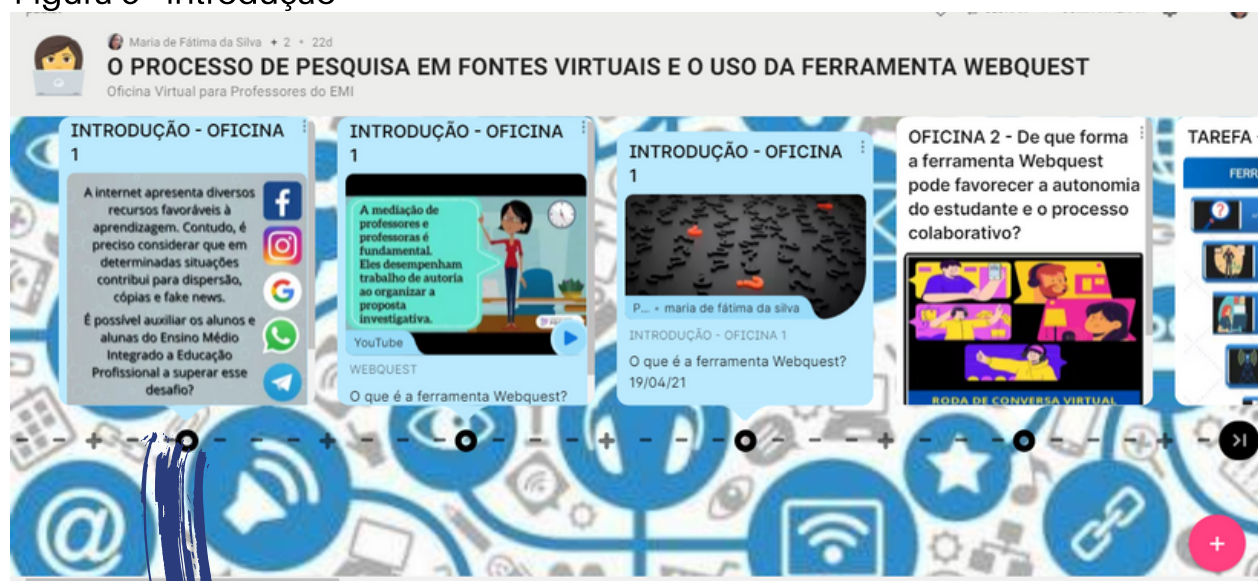 Figura 5- Introdução
Maria de Fátima da Silva + 2 • 22d
O PROCESSO DE PESQUISA EM FONTES VIRTUAIS E O USO DA FERRAMENTA WEBQUEST
Oficina Virtual para Professores do EMI
INTRODUÇÃO - OFICINA
1
A internet apresenta diversos
recursos favoráveis à
aprendizagem. Contudo, é
preciso considerar que em
determinadas situações
contribui para dispersão,
cópias e fake news.
É possível auxiliar os alunos e
alunas do Ensino Médio
Integrado a Educação
Profissional a superar esse
desafio?
INTRODUÇÃO - OFICINA
1
A mediação de
professores e
professoras é
fundamental.
Eles desempenham
trabalho de autoria
ao organizar a
proposta
investigativa.
YouTube
WEBQUEST
O que é a ferramenta Webquest?
INTRODUÇÃO - OFICINA
1
P... • maria de fátima da silva
INTRODUÇÃO - OFICINA 1
O que é a ferramenta Webquest?
19/04/21
OFICINA 2 - De que forma
a ferramenta Webquest
pode favorecer a autonomia
do estudante e o processo
colaborativo?
RODA DE CONVERSA VIRTUAL
TAREFA -
FERR